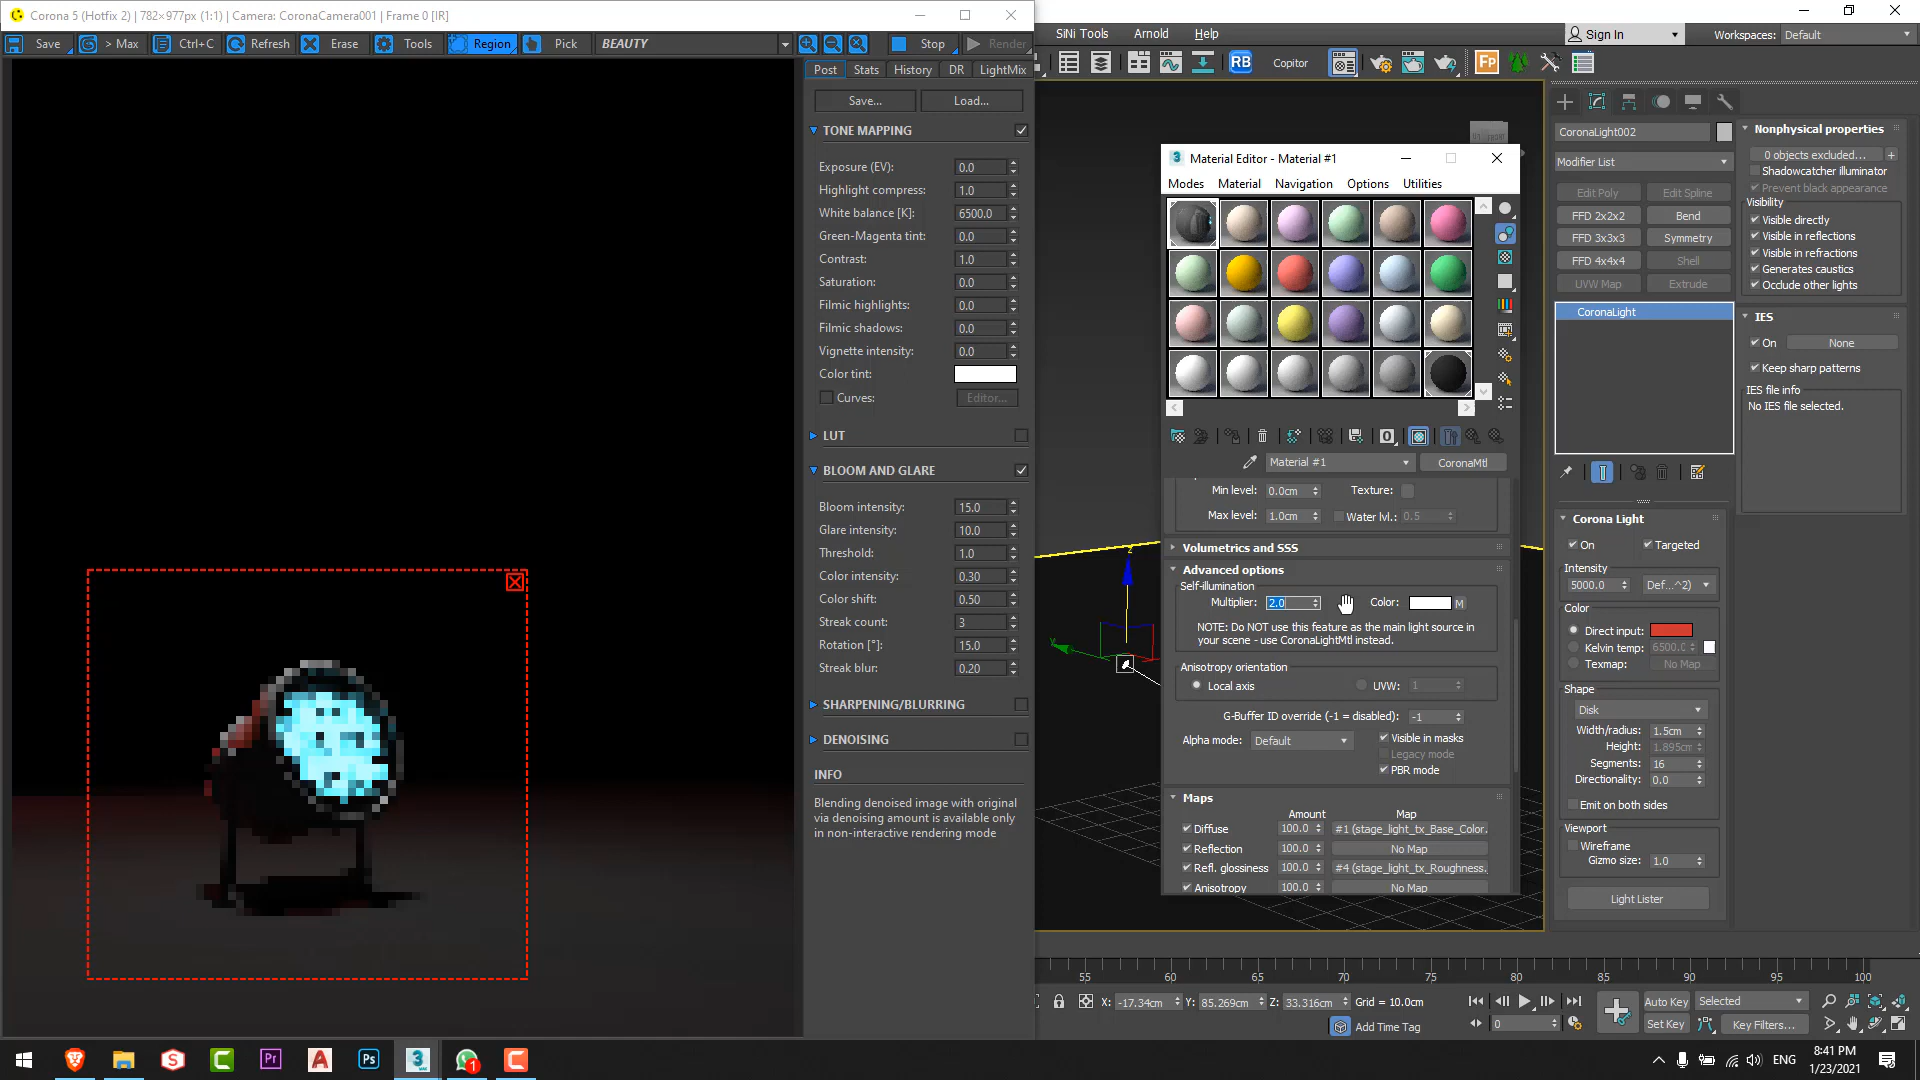 Corona 5 (Hotfix 2) | 782×977px (1:1) | Camera: CoronaCamera001 | Frame 0 [IR]
Save
> Max
Ctrl+C
Refresh
Erase
Tools
Region
Pick
BEAUTY
Stop
Render
Post
Stats
History
DR
LightMix
Save...
Load...
TONE MAPPING
Exposure (EV):
0.0
Highlight compress:
1.0
White balance [K]:
6500.0
Green-Magenta tint:
0.0
Contrast:
1.0
Saturation:
0.0
Filmic highlights:
0.0
Filmic shadows:
0.0
Vignette intensity:
0.0
Color tint:
Curves:
Editor...
LUT
BLOOM AND GLARE
Bloom intensity:
15.0
Glare intensity:
10.0
Threshold:
1.0
Color intensity:
0.30
Color shift:
0.50
Streak count:
3
Rotation [°]:
15.0
Streak blur:
0.20
SHARPENING/BLURRING
DENOISING
INFO
Blending denoised image with original
via denoising amount is available only
in non-interactive rendering mode
SiNi Tools
Arnold
Help
Sign In
Workspaces:
Default
RB
Copitor
Fp
Material Editor - Material #1
Modes
Material
Navigation
Options
Utilities
Material #1
CoronaMtl
Min level:
0.0cm
Texture:
Max level:
1.0cm
Water lvl.:
0.5
Volumetrics and SSS
Advanced options
Self-illumination
Multiplier:
2.0
Color:
M
NOTE: Do NOT use this feature as the main light source in
your scene - use CoronaLightMtl instead.
Anisotropy orientation
Local axis
UVW:
1
G-Buffer ID override (-1 = disabled):
-1
Alpha mode:
Default
Visible in masks
Legacy mode
PBR mode
Maps
Amount
Map
Diffuse
100.0
#1 (stage_light_tx_Base_Color.
Reflection
100.0
No Map
Refl. glossiness
100.0
#4 (stage_light_tx_Roughness.
Anisotropy
100.0
No Map
CoronaLight002
Modifier List
Edit Poly
Edit Spline
FFD 2x2x2
Bend
FFD 3x3x3
Symmetry
FFD 4x4x4
Shell
UVW Map
Extrude
CoronaLight
Nonphysical properties
0 objects excluded...
+
Shadowcatcher illuminator
Prevent black appearance
Visibility
Visible directly
Visible in reflections
Visible in refractions
Generates caustics
Occlude other lights
IES
On
None
Keep sharp patterns
IES file info
No IES file selected.
Corona Light
On
Targeted
Intensity
5000.0
Def...^2)
Color
Direct input:
Kelvin temp:
6500.0
Texmap:
No Map
Shape
Disk
Width/radius:
1.5cm
Height:
1.895cm
Segments:
16
Directionality:
0.0
Emit on both sides
Viewport
Wireframe
Gizmo size:
1.0
Light Lister
z
y
55
60
65
70
75
80
85
90
95
100
X: -17.34cm
Y: 85.269cm
Z: 33.316cm
Grid = 10.0cm
Add Time Tag
0
Auto Key
Selected
Set Key
Key Filters...
Pr
Ps
3
1
ENG
8:41 PM
1/23/2021